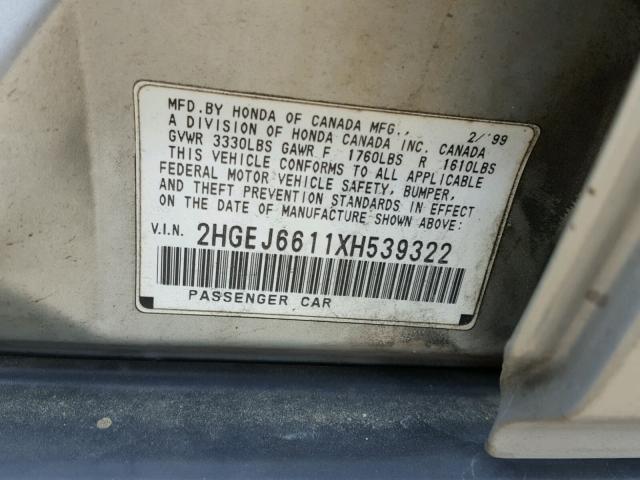 MFD. BY HONDA OF CANADA MFG., 2/'99
A DIVISION OF HONDA CANADA INC. CANADA
GVWR 3330LBS GAWR F 1760LBS R 1610LBS
THIS VEHICLE CONFORMS TO ALL APPLICABLE
FEDERAL MOTOR VEHICLE SAFETY, BUMPER,
AND THEFT PREVENTION STANDARDS IN EFFECT
ON THE DATE OF MANUFACTURE SHOWN ABOVE:
V.I.N. 2HGEJ6611XH539322
PASSENGER CAR